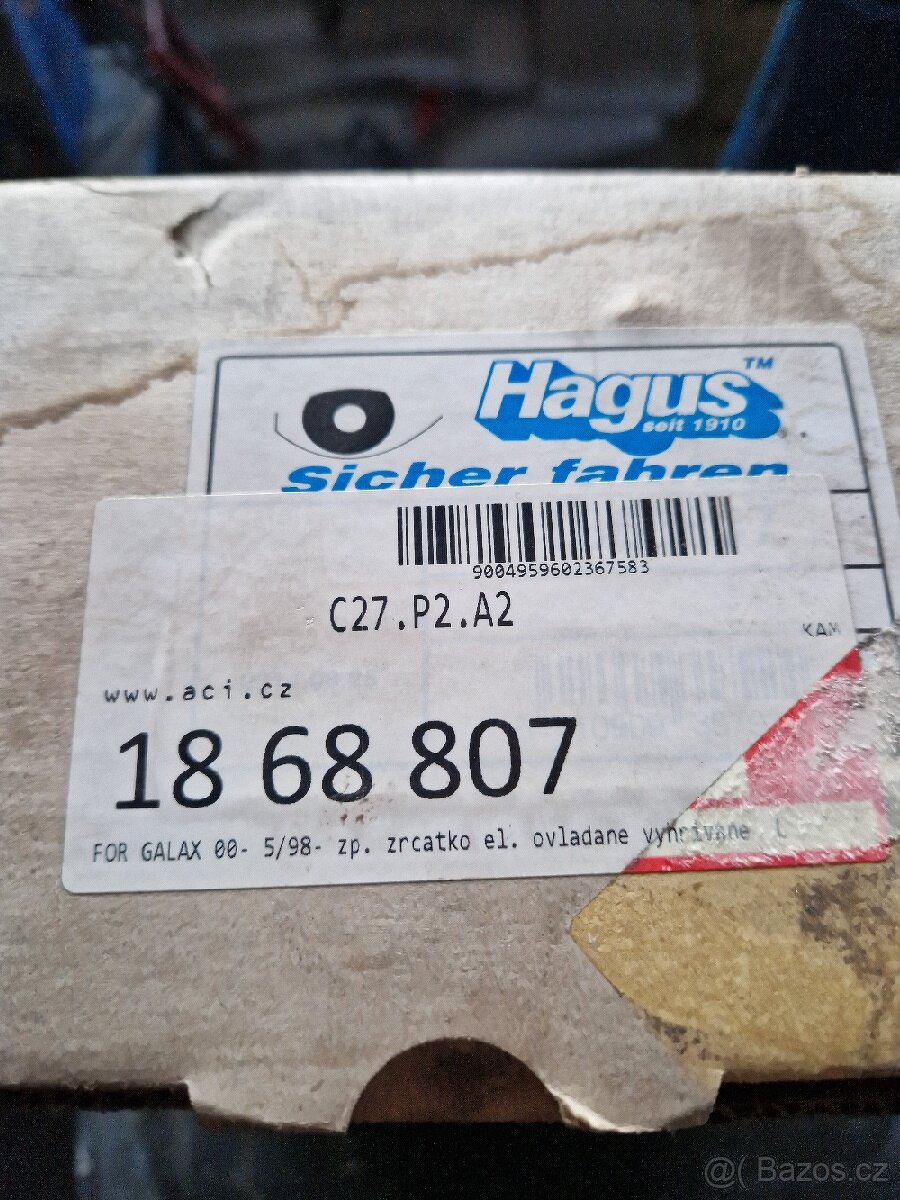 Hagus™
seit 1910
Sicher fahren
9004959602367583
C27.P2.A2
KAM
www.aci.cz
18 68 807
FOR GALAX 00- 5/98- zp. zrcatko el. ovladane vyhrivane L
@( Bazos.cz